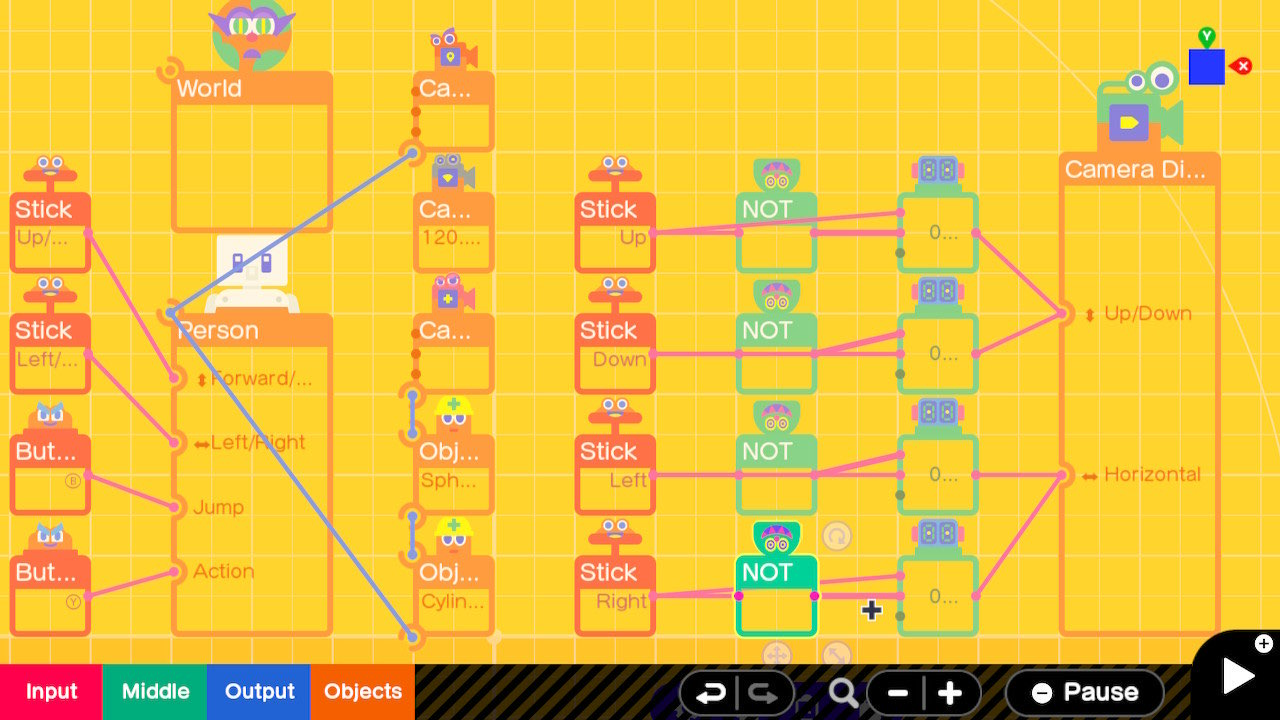 World
Ca...
Y
Camera Di...
Stick
Up/...
Ca...
120....
Stick
Up
NOT
0...
Stick
Left/...
Person
Forward/...
Left/Right
Jump
Action
Ca...
Stick
Down
NOT
0...
Up/Down
But...
B
Obj...
Sph...
Stick
Left
NOT
0...
Horizontal
But...
Y
Obj...
Cylin...
Stick
Right
NOT
0...
Input
Middle
Output
Objects
Pause